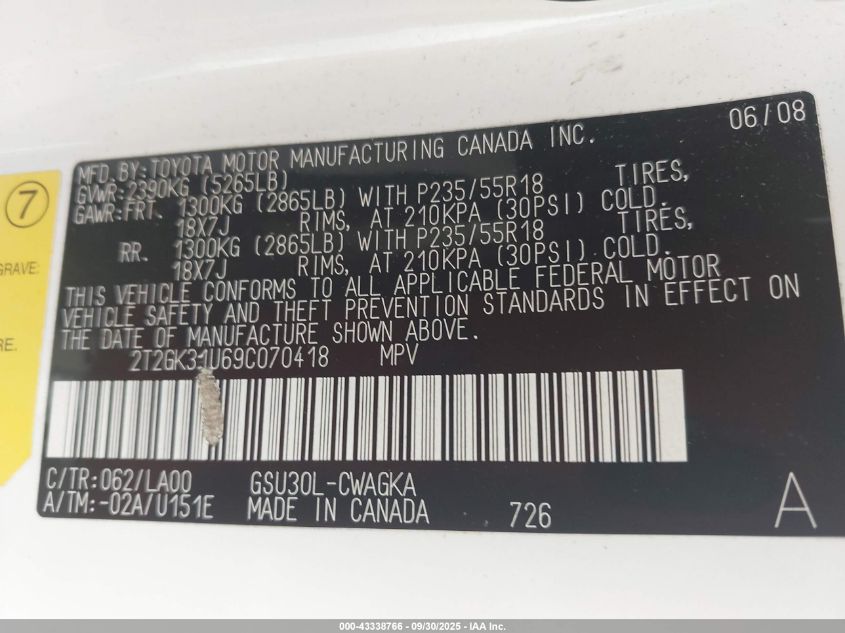 06/08
MFD. BY: TOYOTA MOTOR MANUFACTURING CANADA INC.
GVWR: 2390KG (5265LB)
GAWR: FRT. 1300KG (2865LB) WITH P235/55R18 TIRES,
18X7J RIMS, AT 210KPA (30PSI) COLD.
RR. 1300KG (2865LB) WITH P235/55R18 TIRES,
18X7J RIMS, AT 210KPA (30PSI) COLD.
THIS VEHICLE CONFORMS TO ALL APPLICABLE FEDERAL MOTOR
VEHICLE SAFETY AND THEFT PREVENTION STANDARDS IN EFFECT ON
THE DATE OF MANUFACTURE SHOWN ABOVE.
2T2GK31U69C070418 MPV
C/TR: 062/LA00 GSU30L-CWAGKA
A/TM: -02A/U151E MADE IN CANADA 726 A
7
GRAVE:
RE.
000-43338766 - 09/30/2025 - IAA Inc.